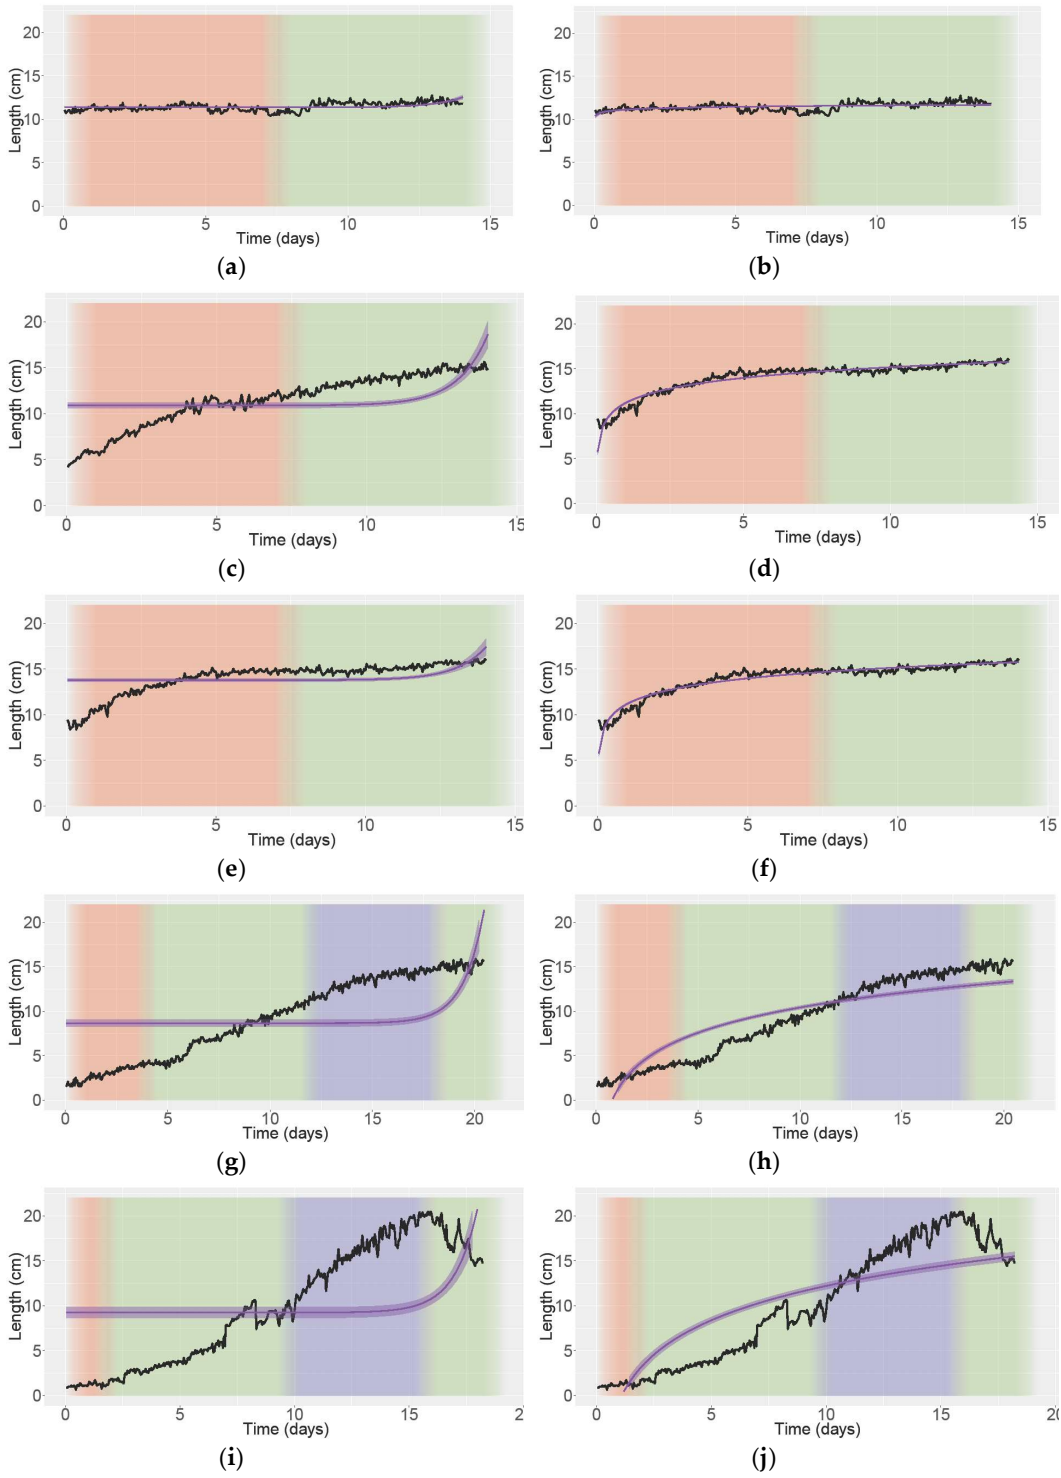 20 20
15 15
10 10
5 5
0 0
Length (cm) Length (cm)
0 5 10 15 0 5 10 15
Time (days) Time (days)
(a) (b)
20 20
15 15
10 10
5 5
0 0
Length (cm) Length (cm)
0 5 10 15 0 5 10 15
Time (days) Time (days)
(c) (d)
20 20
15 15
10 10
5 5
0 0
Length (cm) Length (cm)
0 5 10 15 0 5 10 15
Time (days) Time (days)
(e) (f)
20 20
15 15
10 10
5 5
0 0
Length (cm) Length (cm)
0 5 10 15 20 0 5 10 15 20
Time (days) Time (days)
(g) (h)
20 20
15 15
10 10
5 5
0 0
Length (cm) Length (cm)
0 5 10 15 2 0 5 10 15 20
Time (days) Time (days)
(i) (j)